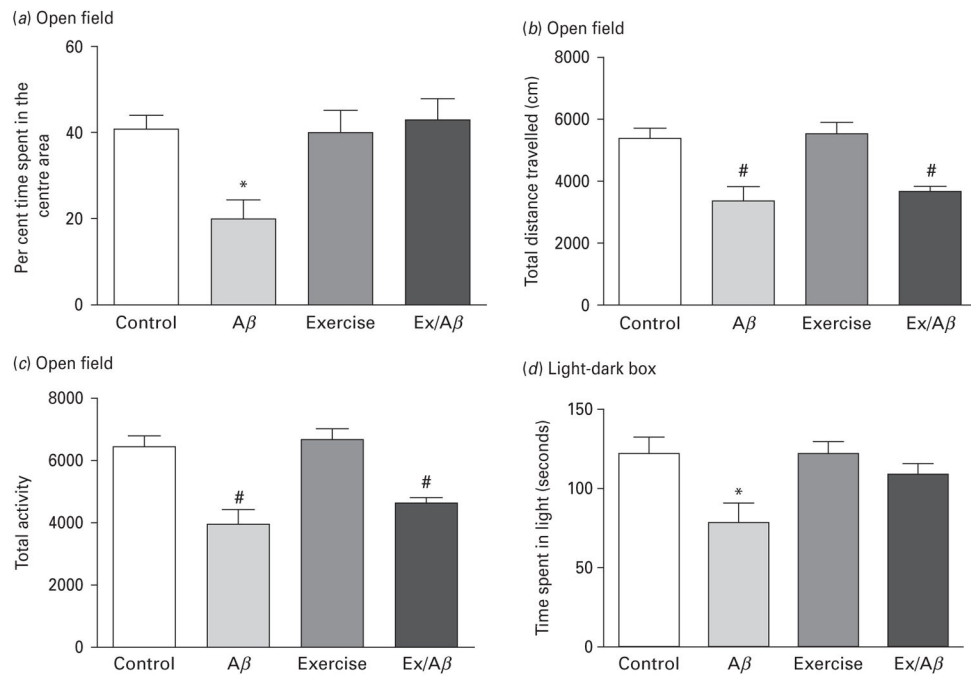 (a) Open field
Per cent time spent in the
centre area
60
40
20
0
*
Control Aβ Exercise Ex/Aβ
(b) Open field
Total distance travelled (cm)
8000
6000
4000
2000
0
# #
Control Aβ Exercise Ex/Aβ
(c) Open field
Total activity
8000
6000
4000
2000
0
# #
Control Aβ Exercise Ex/Aβ
(d) Light-dark box
Time spent in light (seconds)
150
100
50
0
*
Control Aβ Exercise Ex/Aβ